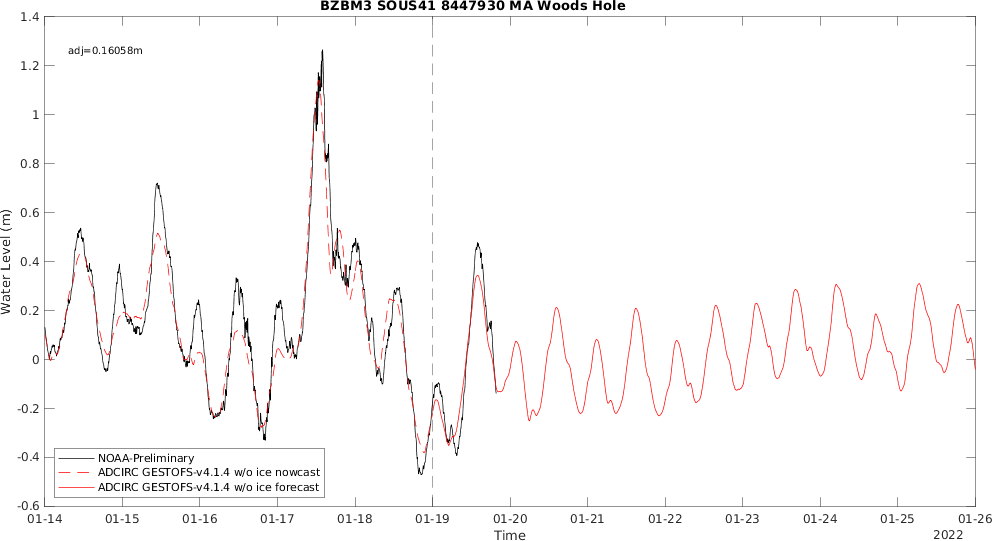 BZBM3 SOUS41 8447930 MA Woods Hole
adj=0.16058m
Water Level (m)
1.4
1.2
1
0.8
0.6
0.4
0.2
0
-0.2
-0.4
-0.6
NOAA-Preliminary
ADCIRC GESTOFS-v4.1.4 w/o ice nowcast
ADCIRC GESTOFS-v4.1.4 w/o ice forecast
01-14 01-15 01-16 01-17 01-18 01-19 01-20 01-21 01-22 01-23 01-24 01-25 01-26
Time
2022